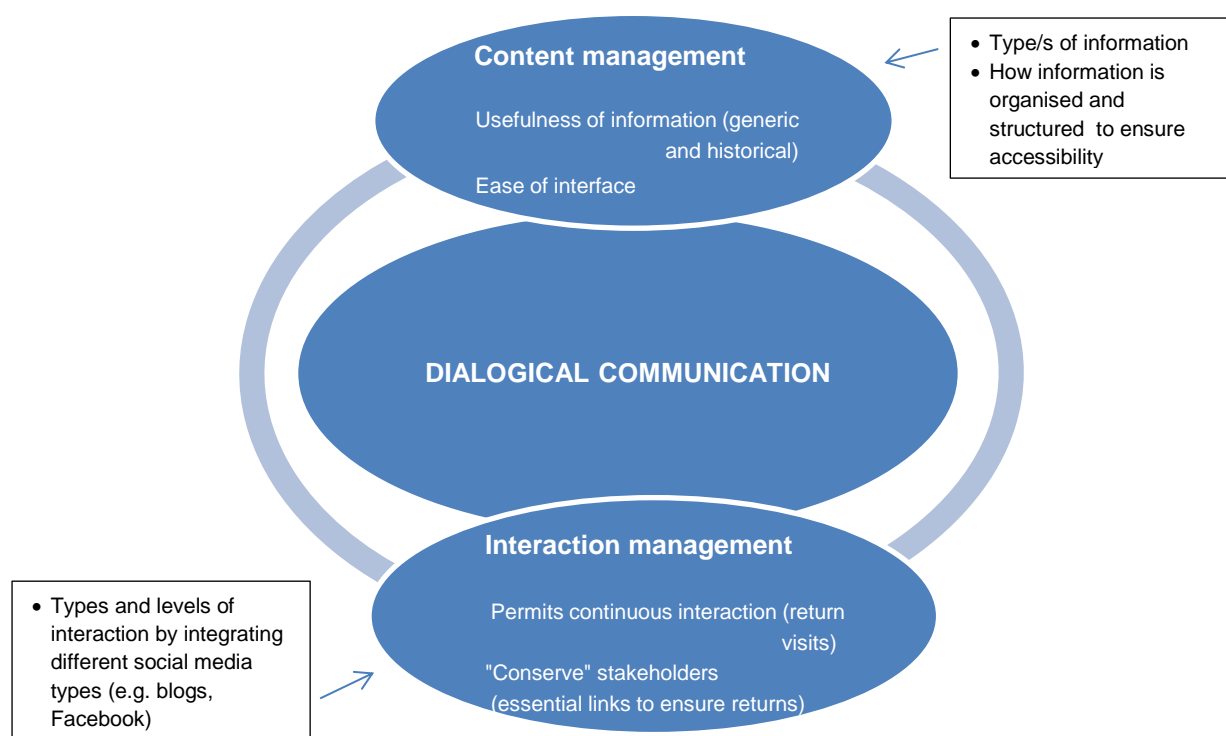 Content management
Usefulness of information (generic
and historical)
Ease of interface
• Type/s of information
• How information is
organised and
structured to ensure
accessibility
DIALOGICAL COMMUNICATION
Interaction management
Permits continuous interaction (return
visits)
"Conserve" stakeholders
(essential links to ensure returns)
• Types and levels of
interaction by integrating
different social media
types (e.g. blogs,
Facebook)